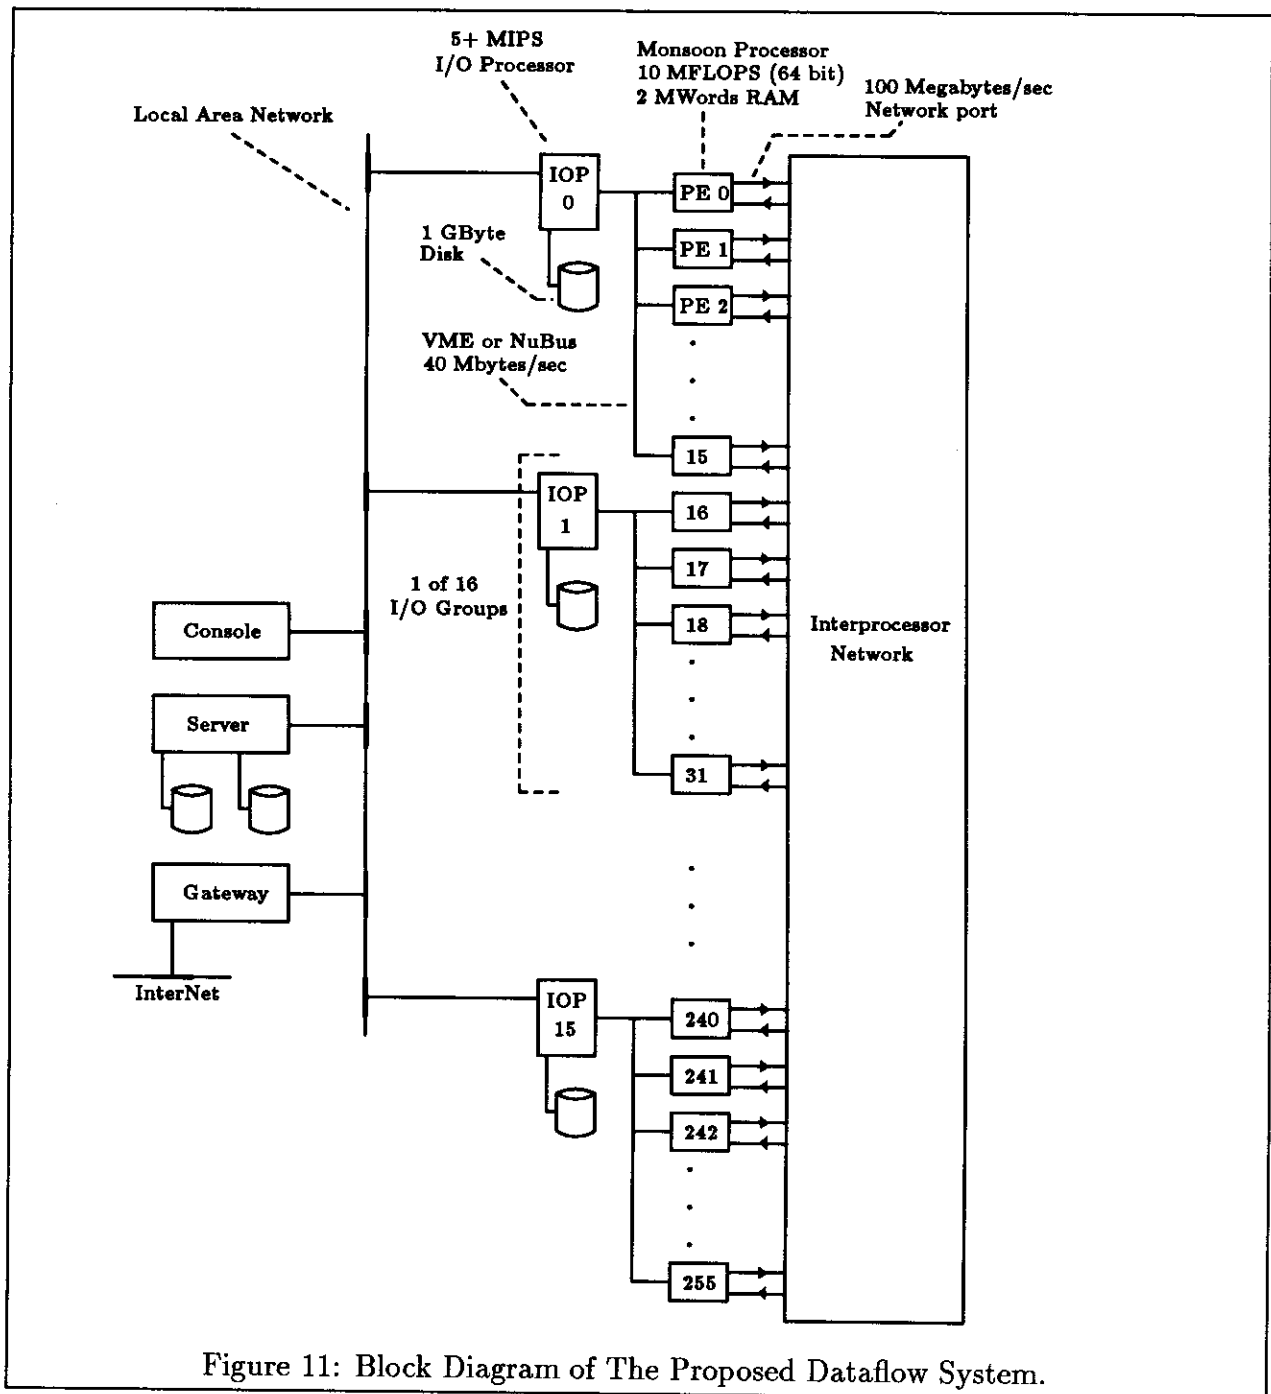 5+ MIPS
I/O Processor
Monsoon Processor
10 MFLOPS (64 bit)
2 MWords RAM
100 Megabytes/sec
Network port
Local Area Network
IOP
0
PE 0
1 GByte
Disk
PE 1
PE 2
VME or NuBus
40 Mbytes/sec
15
IOP
1
16
17
1 of 16
I/O Groups
18
Interprocessor
Network
Console
Server
31
Gateway
InterNet
IOP
15
240
241
242
255
Figure 11: Block Diagram of The Proposed Dataflow System.